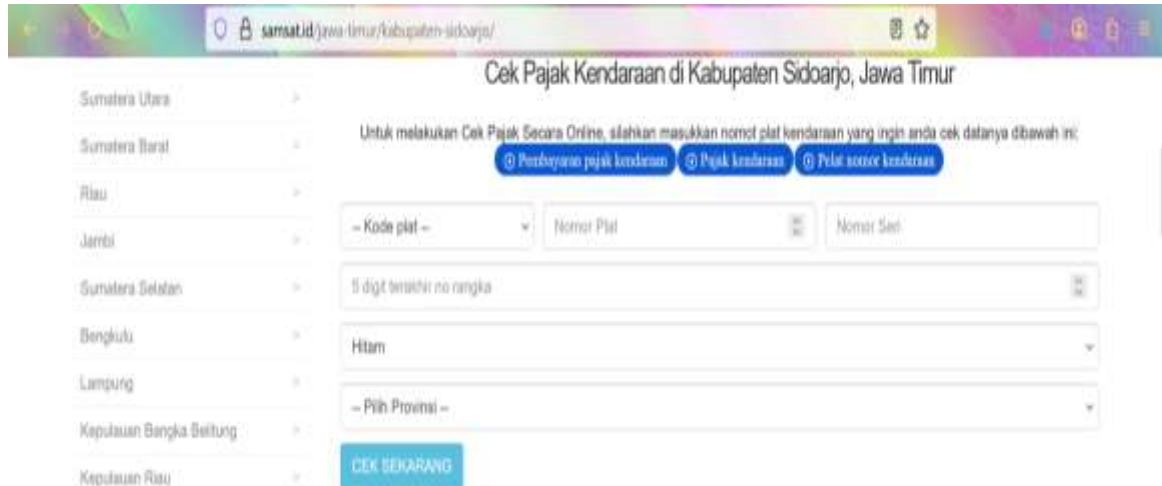 samsat.id/jawa-timur/kabupaten-sidoarjo/
Sumatera Utara
Sumatera Barat
Riau
Jambi
Sumatera Selatan
Bengkulu
Lampung
Kepulauan Bangka Belitung
Kepulauan Riau
Cek Pajak Kendaraan di Kabupaten Sidoarjo, Jawa Timur
Untuk melakukan Cek Pajak Secara Online, silahkan masukkan nomot plat kendaraan yang ingin anda cek datanya dibawah ini:
Pembayaran pajak kendaraan Pajak kendaraan Pelat nomor kendaraan
-- Kode plat -- Nomor Plat Nomor Seri
5 digit terakhir no rangka
Hitam
-- Pilih Provinsi --
CEK SEKARANG